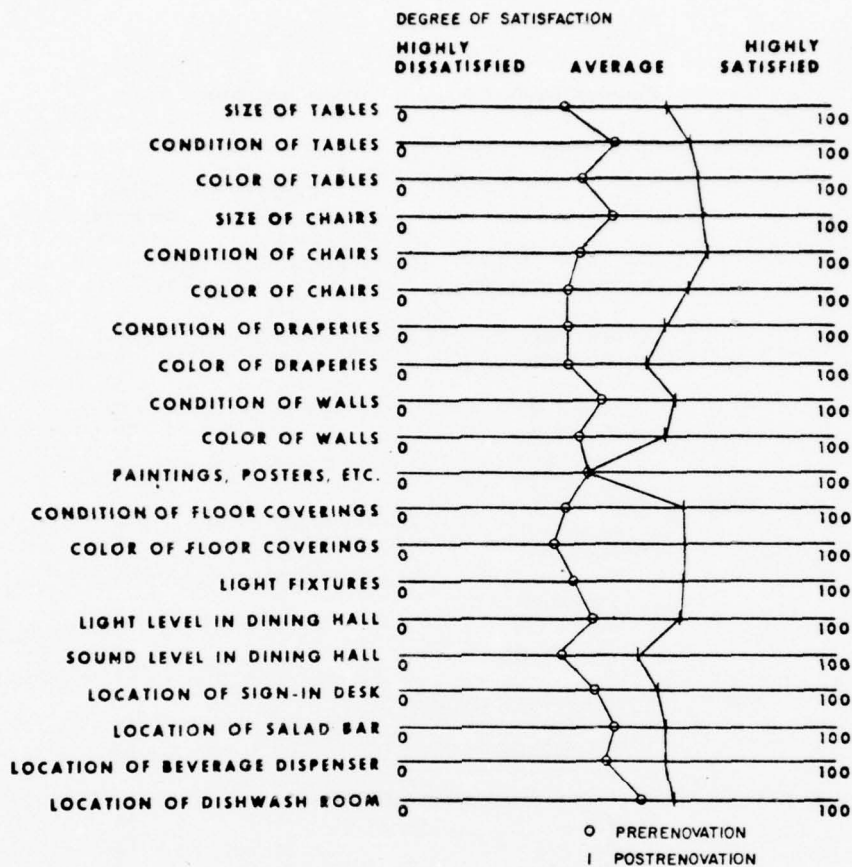 DEGREE OF SATISFACTION
HIGHLY DISSATISFIED AVERAGE HIGHLY SATISFIED
SIZE OF TABLES 0 100
CONDITION OF TABLES 0 100
COLOR OF TABLES 0 100
SIZE OF CHAIRS 0 100
CONDITION OF CHAIRS 0 100
COLOR OF CHAIRS 0 100
CONDITION OF DRAPERIES 0 100
COLOR OF DRAPERIES 0 100
CONDITION OF WALLS 0 100
COLOR OF WALLS 0 100
PAINTINGS, POSTERS, ETC. 0 100
CONDITION OF FLOOR COVERINGS 0 100
COLOR OF FLOOR COVERINGS 0 100
LIGHT FIXTURES 0 100
LIGHT LEVEL IN DINING HALL 0 100
SOUND LEVEL IN DINING HALL 0 100
LOCATION OF SIGN-IN DESK 0 100
LOCATION OF SALAD BAR 0 100
LOCATION OF BEVERAGE DISPENSER 0 100
LOCATION OF DISHWASH ROOM 0 100
O PRERENOVATION
I POSTRENOVATION